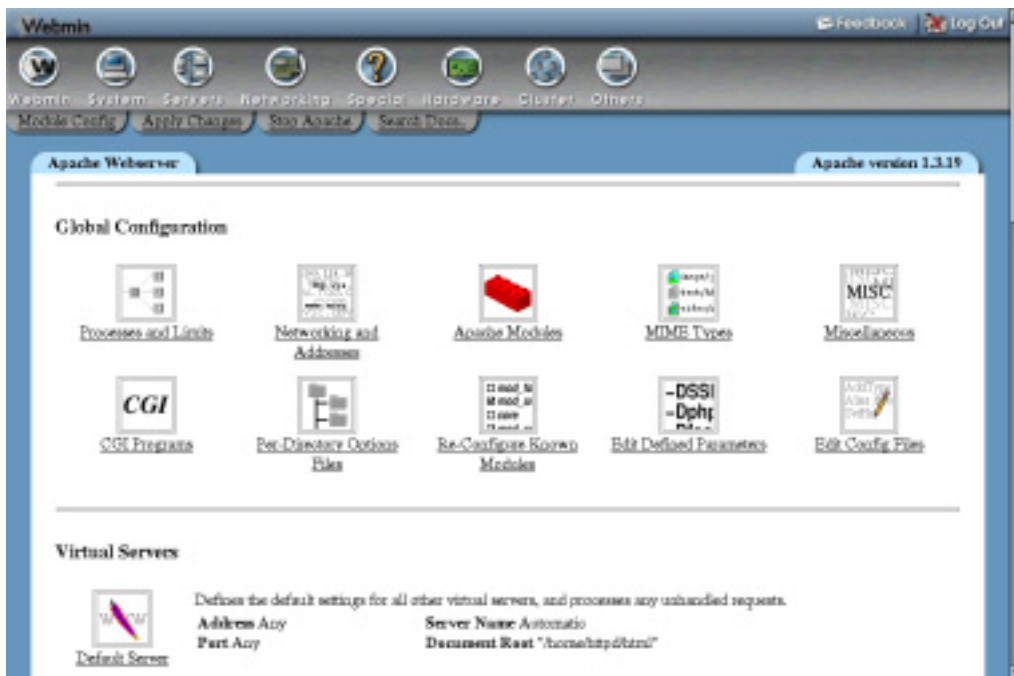 Webmin
Feedback
Log Out
Webmin System Servers Networking Special Hardware Cluster Others
Module Config Apply Changes Stop Apache Search Docs..
Apache Webserver
Apache version 1.3.19
Global Configuration
Processes and Limits
Networking and
Addresses
Apache Modules
MIME Types
MISC
Miscellaneous
CGI
CGI Programs
Per-Directory Options
Files
Re-Configure Known
Modules
-DSSL
-Dphp
Edit Defined Parameters
Edit Config Files
Virtual Servers
Defines the default settings for all other virtual servers, and processes any unhandled requests.
Address Any
Server Name Automatic
Port Any
Document Root "/home/httpd/html"
Default Server